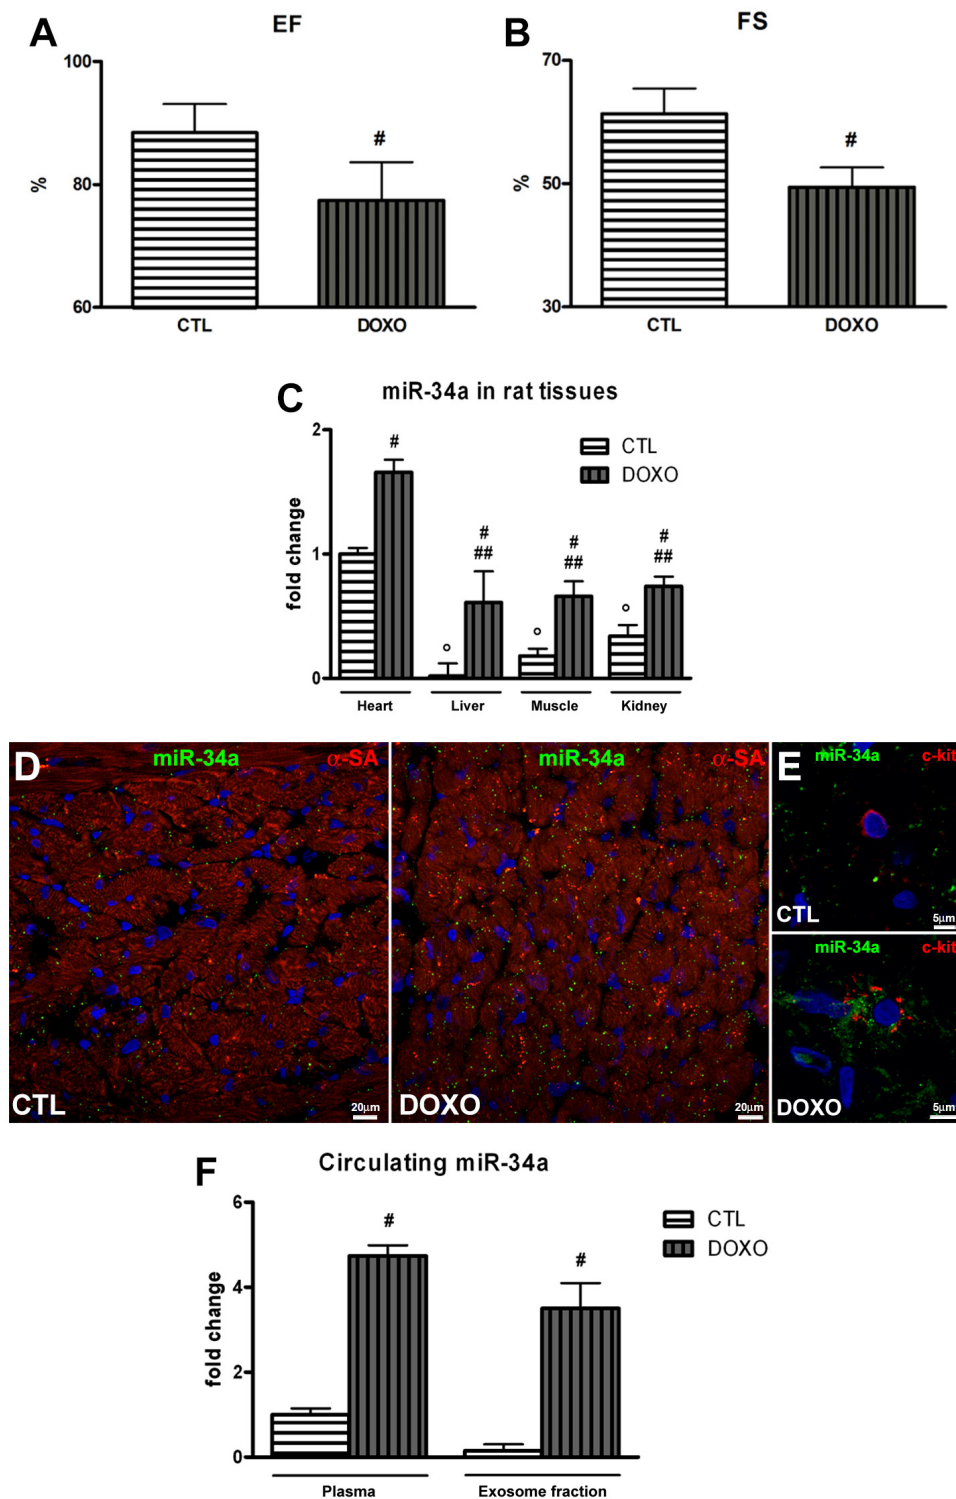 A
EF
100
80
60
%
#
CTL
DOXO
B
FS
70
50
30
%
#
CTL
DOXO
C
miR-34a in rat tissues
2
1
0
fold change
CTL
DOXO
#
°
#
##
°
#
##
°
#
##
Heart
Liver
Muscle
Kidney
D
miR-34a
α-SA
CTL
20µm
miR-34a
α-SA
DOXO
20µm
E
miR-34a
c-kit
CTL
5µm
miR-34a
c-kit
DOXO
5µm
F
Circulating miR-34a
6
4
2
0
fold change
CTL
DOXO
#
#
Plasma
Exosome fraction